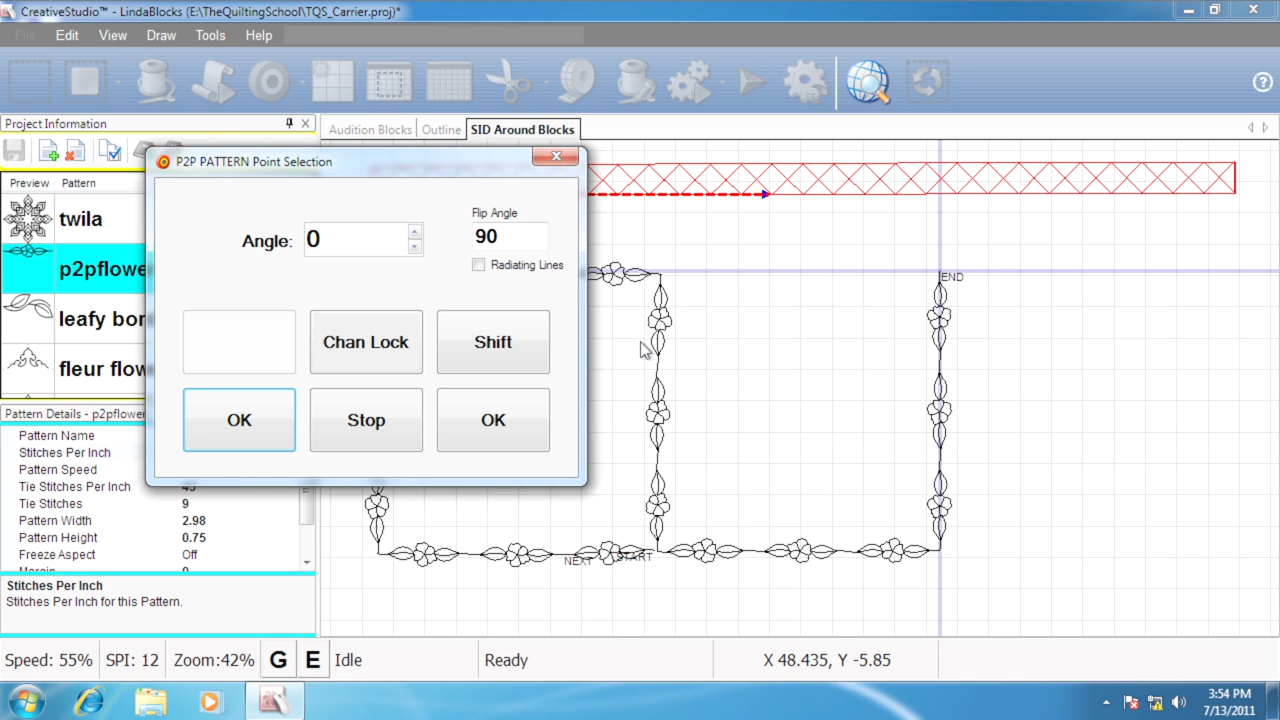 CreativeStudio™ - LindaBlocks (E:\TheQuiltingSchool\TQS_Carrier.proj)*
File Edit View Draw Tools Help
Project Information
Audition Blocks Outline SID Around Blocks
P2P PATTERN Point Selection
Preview Pattern
twila
p2pflowe
leafy bor
fleur flow
Flip Angle
Angle: 0 90
Radiating Lines
Chan Lock Shift
OK Stop OK
END
NEXT START
Pattern Details - p2pflower
Pattern Name
Stitches Per Inch
Pattern Speed
Tie Stitches Per Inch 45
Tie Stitches 9
Pattern Width 2.98
Pattern Height 0.75
Freeze Aspect Off
Margin 0
Stitches Per Inch
Stitches Per Inch for this Pattern.
Speed: 55% SPI: 12 Zoom:42% G E Idle Ready X 48.435, Y -5.85
3:54 PM
7/13/2011